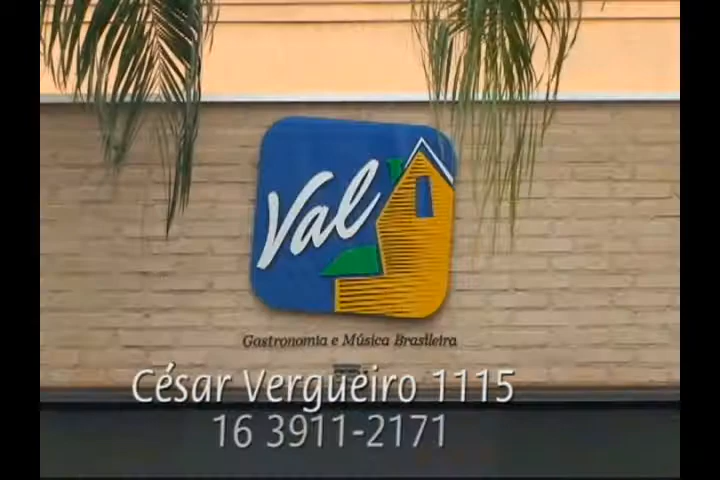 Val
Gastronomia e Música Brasileira
César Vergueiro 1115
16 3911-2171